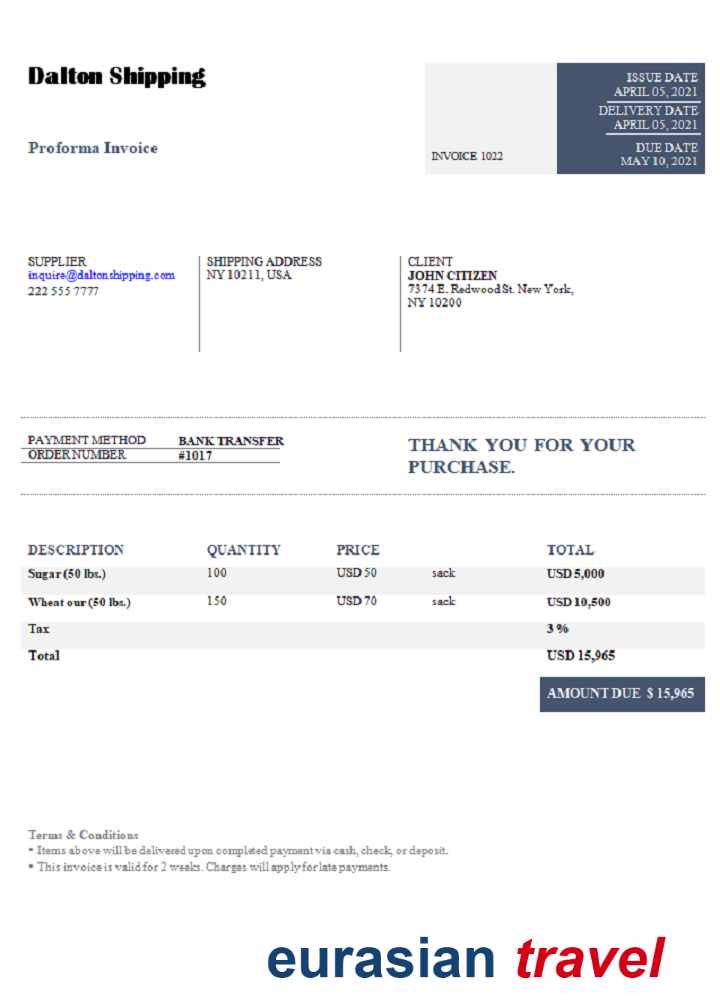 Dalton Shipping
ISSUE DATE
APRIL 05, 2021
DELIVERY DATE
APRIL 05, 2021
Proforma Invoice
INVOICE 1022
DUE DATE
MAY 10, 2021
SUPPLIER
inquire@daltonshipping.com
222 555 7777
SHIPPING ADDRESS
NY 10211, USA
CLIENT
JOHN CITIZEN
7374 E. Redwood St. New York,
NY 10200
PAYMENT METHOD BANK TRANSFER
ORDER NUMBER #1017
THANK YOU FOR YOUR
PURCHASE.
DESCRIPTION QUANTITY PRICE TOTAL
Sugar (50 lbs.) 100 USD 50 sack USD 5,000
Wheat our (50 lbs.) 150 USD 70 sack USD 10,500
Tax 3 %
Total USD 15,965
AMOUNT DUE $ 15,965
Terms & Conditions
* Items above will be delivered upon completed payment via cash, check, or deposit.
* This invoice is valid for 2 weeks. Charges will apply for late payments.
eurasian travel